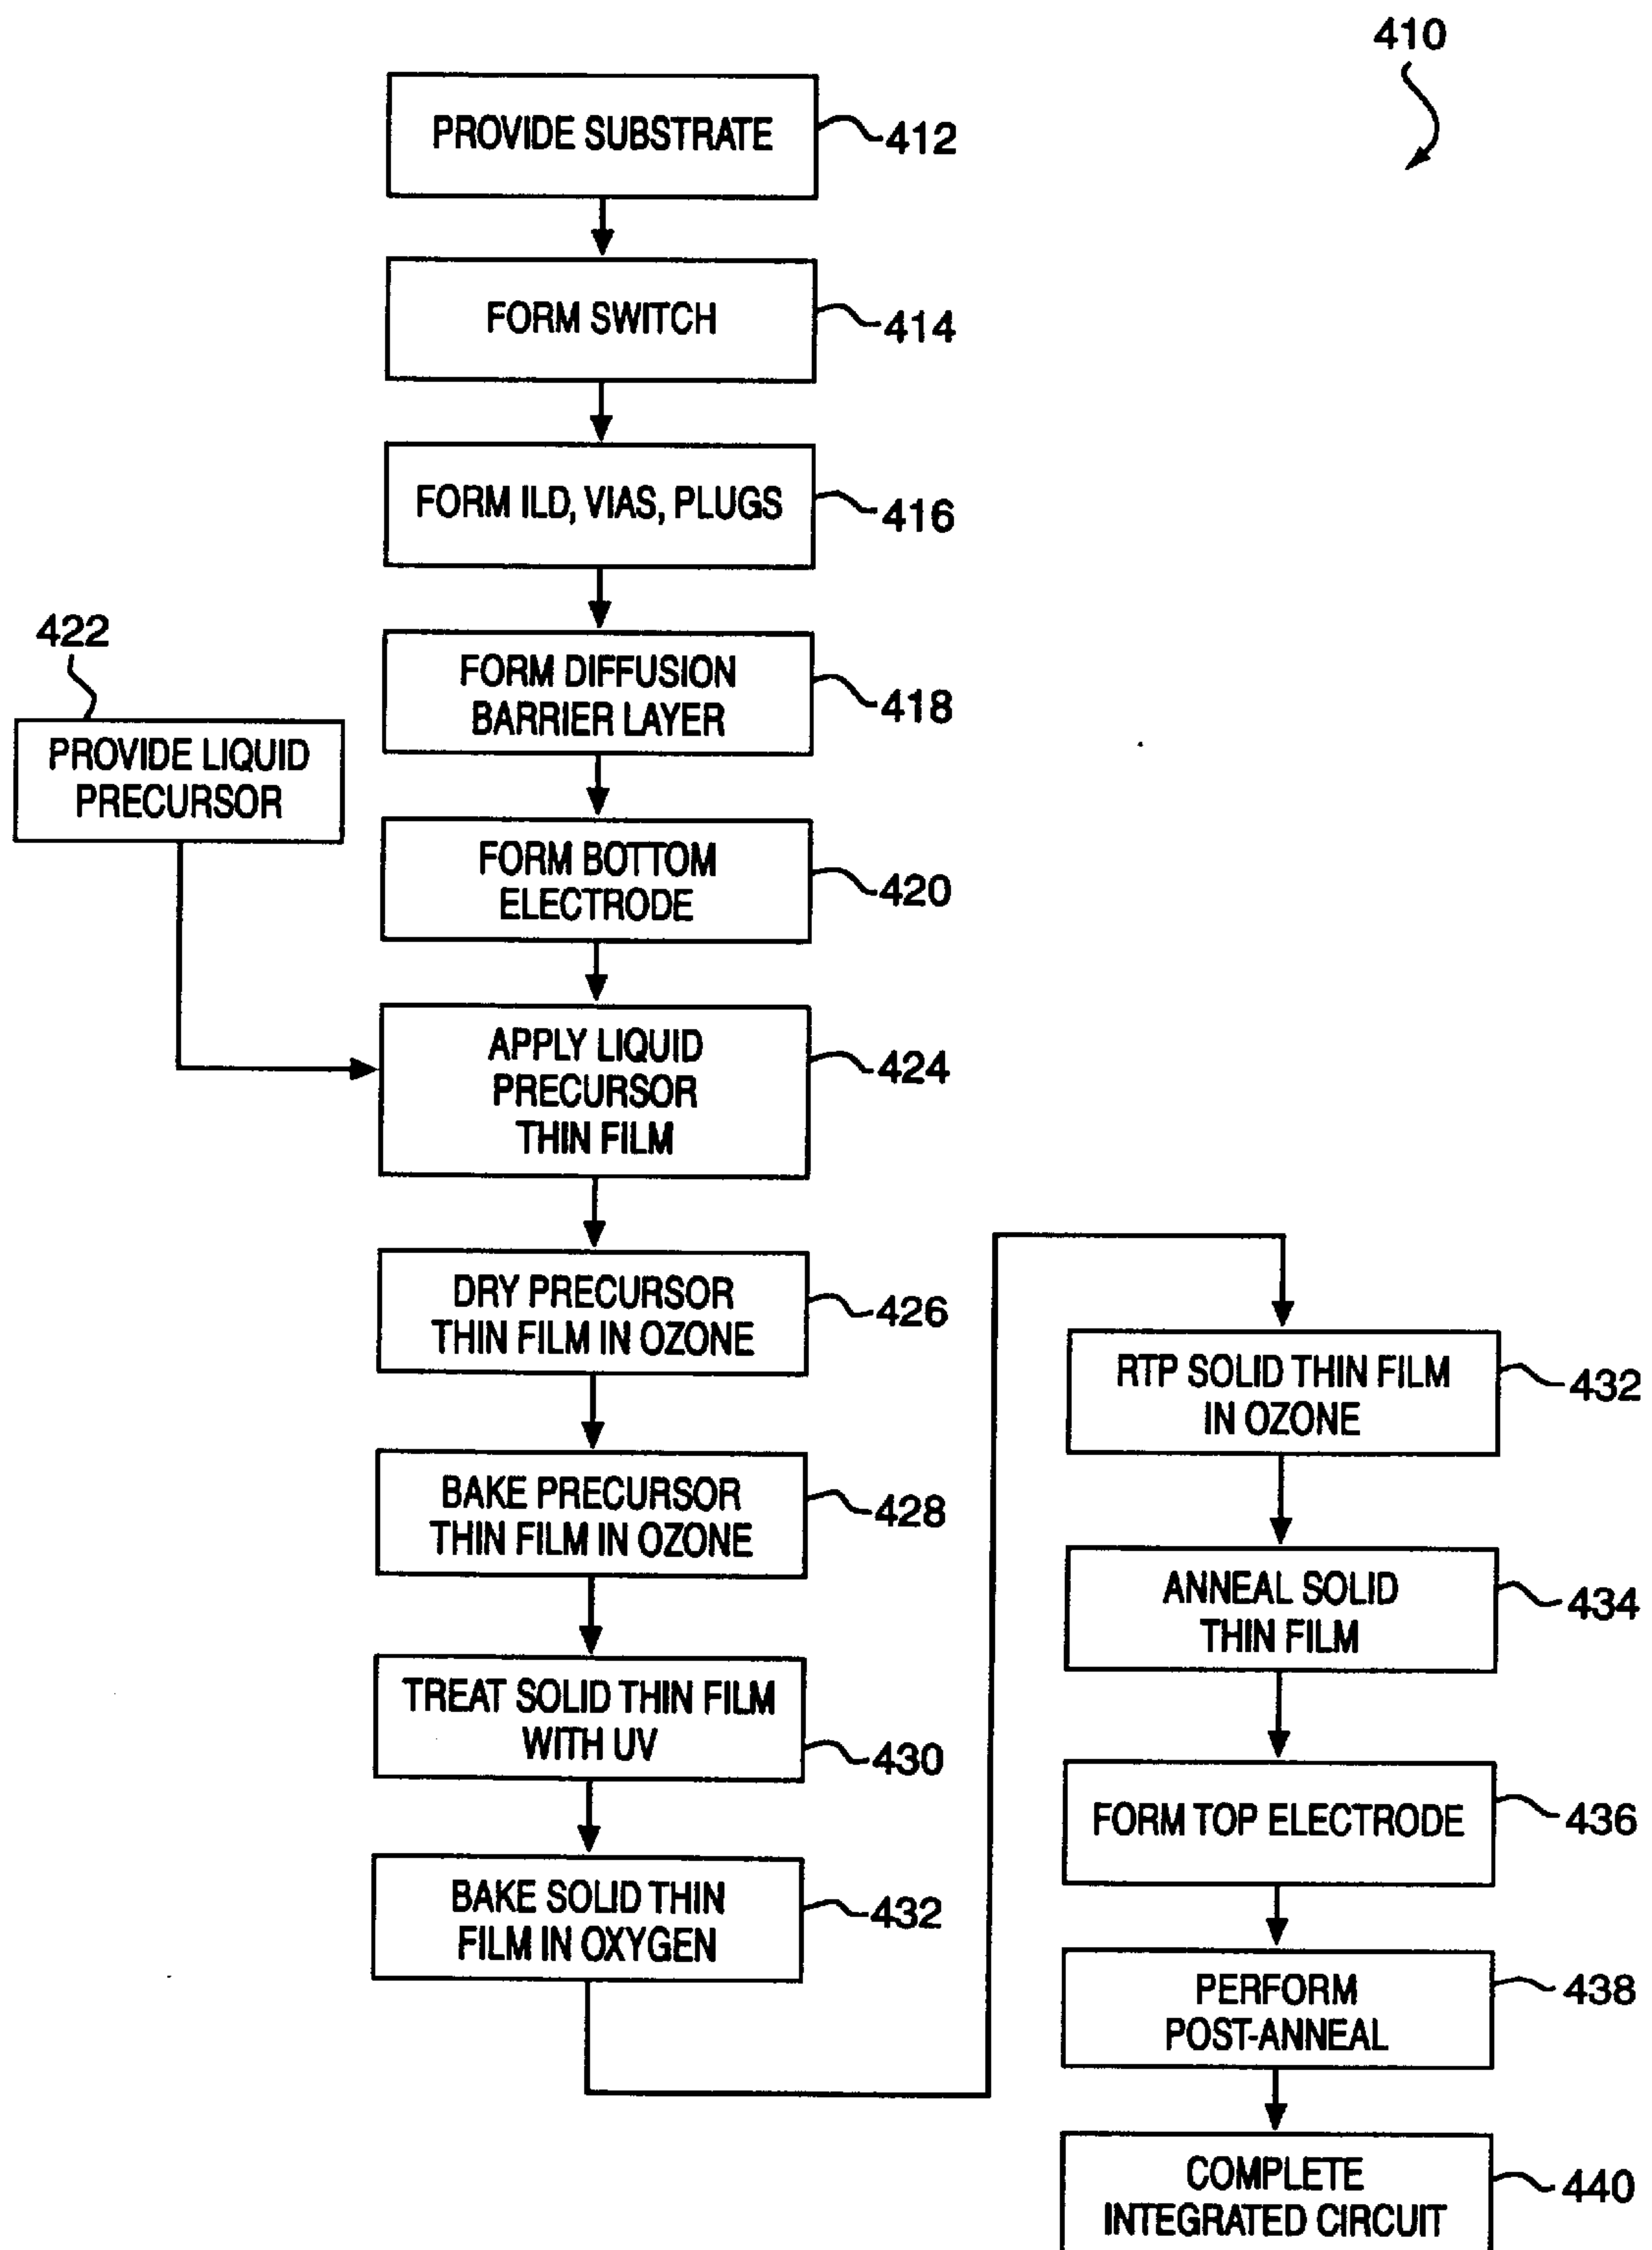 410
PROVIDE SUBSTRATE
412
FORM SWITCH
414
FORM ILD, VIAS, PLUGS
416
FORM DIFFUSION
BARRIER LAYER
418
422
PROVIDE LIQUID
PRECURSOR
FORM BOTTOM
ELECTRODE
420
APPLY LIQUID
PRECURSOR
THIN FILM
424
DRY PRECURSOR
THIN FILM IN OZONE
426
BAKE PRECURSOR
THIN FILM IN OZONE
428
TREAT SOLID THIN FILM
WITH UV
430
BAKE SOLID THIN
FILM IN OXYGEN
432
RTP SOLID THIN FILM
IN OZONE
432
ANNEAL SOLID
THIN FILM
434
FORM TOP ELECTRODE
436
PERFORM
POST-ANNEAL
438
COMPLETE
INTEGRATED CIRCUIT
440